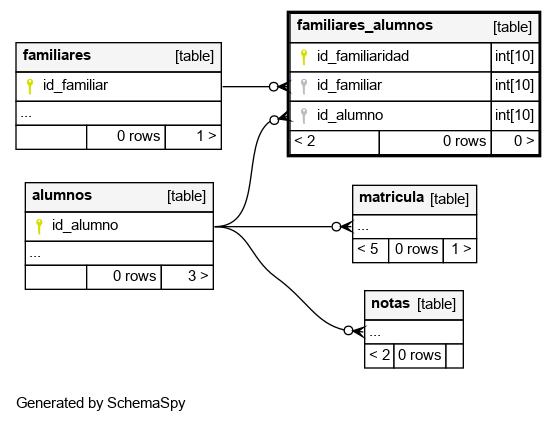 familiares [table]
id_familiar
...
0 rows 1 >
familiares_alumnos [table]
id_familiaridad int[10]
id_familiar int[10]
id_alumno int[10]
< 2 0 rows 0 >
alumnos [table]
id_alumno
...
0 rows 3 >
matricula [table]
...
< 5 0 rows 1 >
notas [table]
...
< 2 0 rows
Generated by SchemaSpy